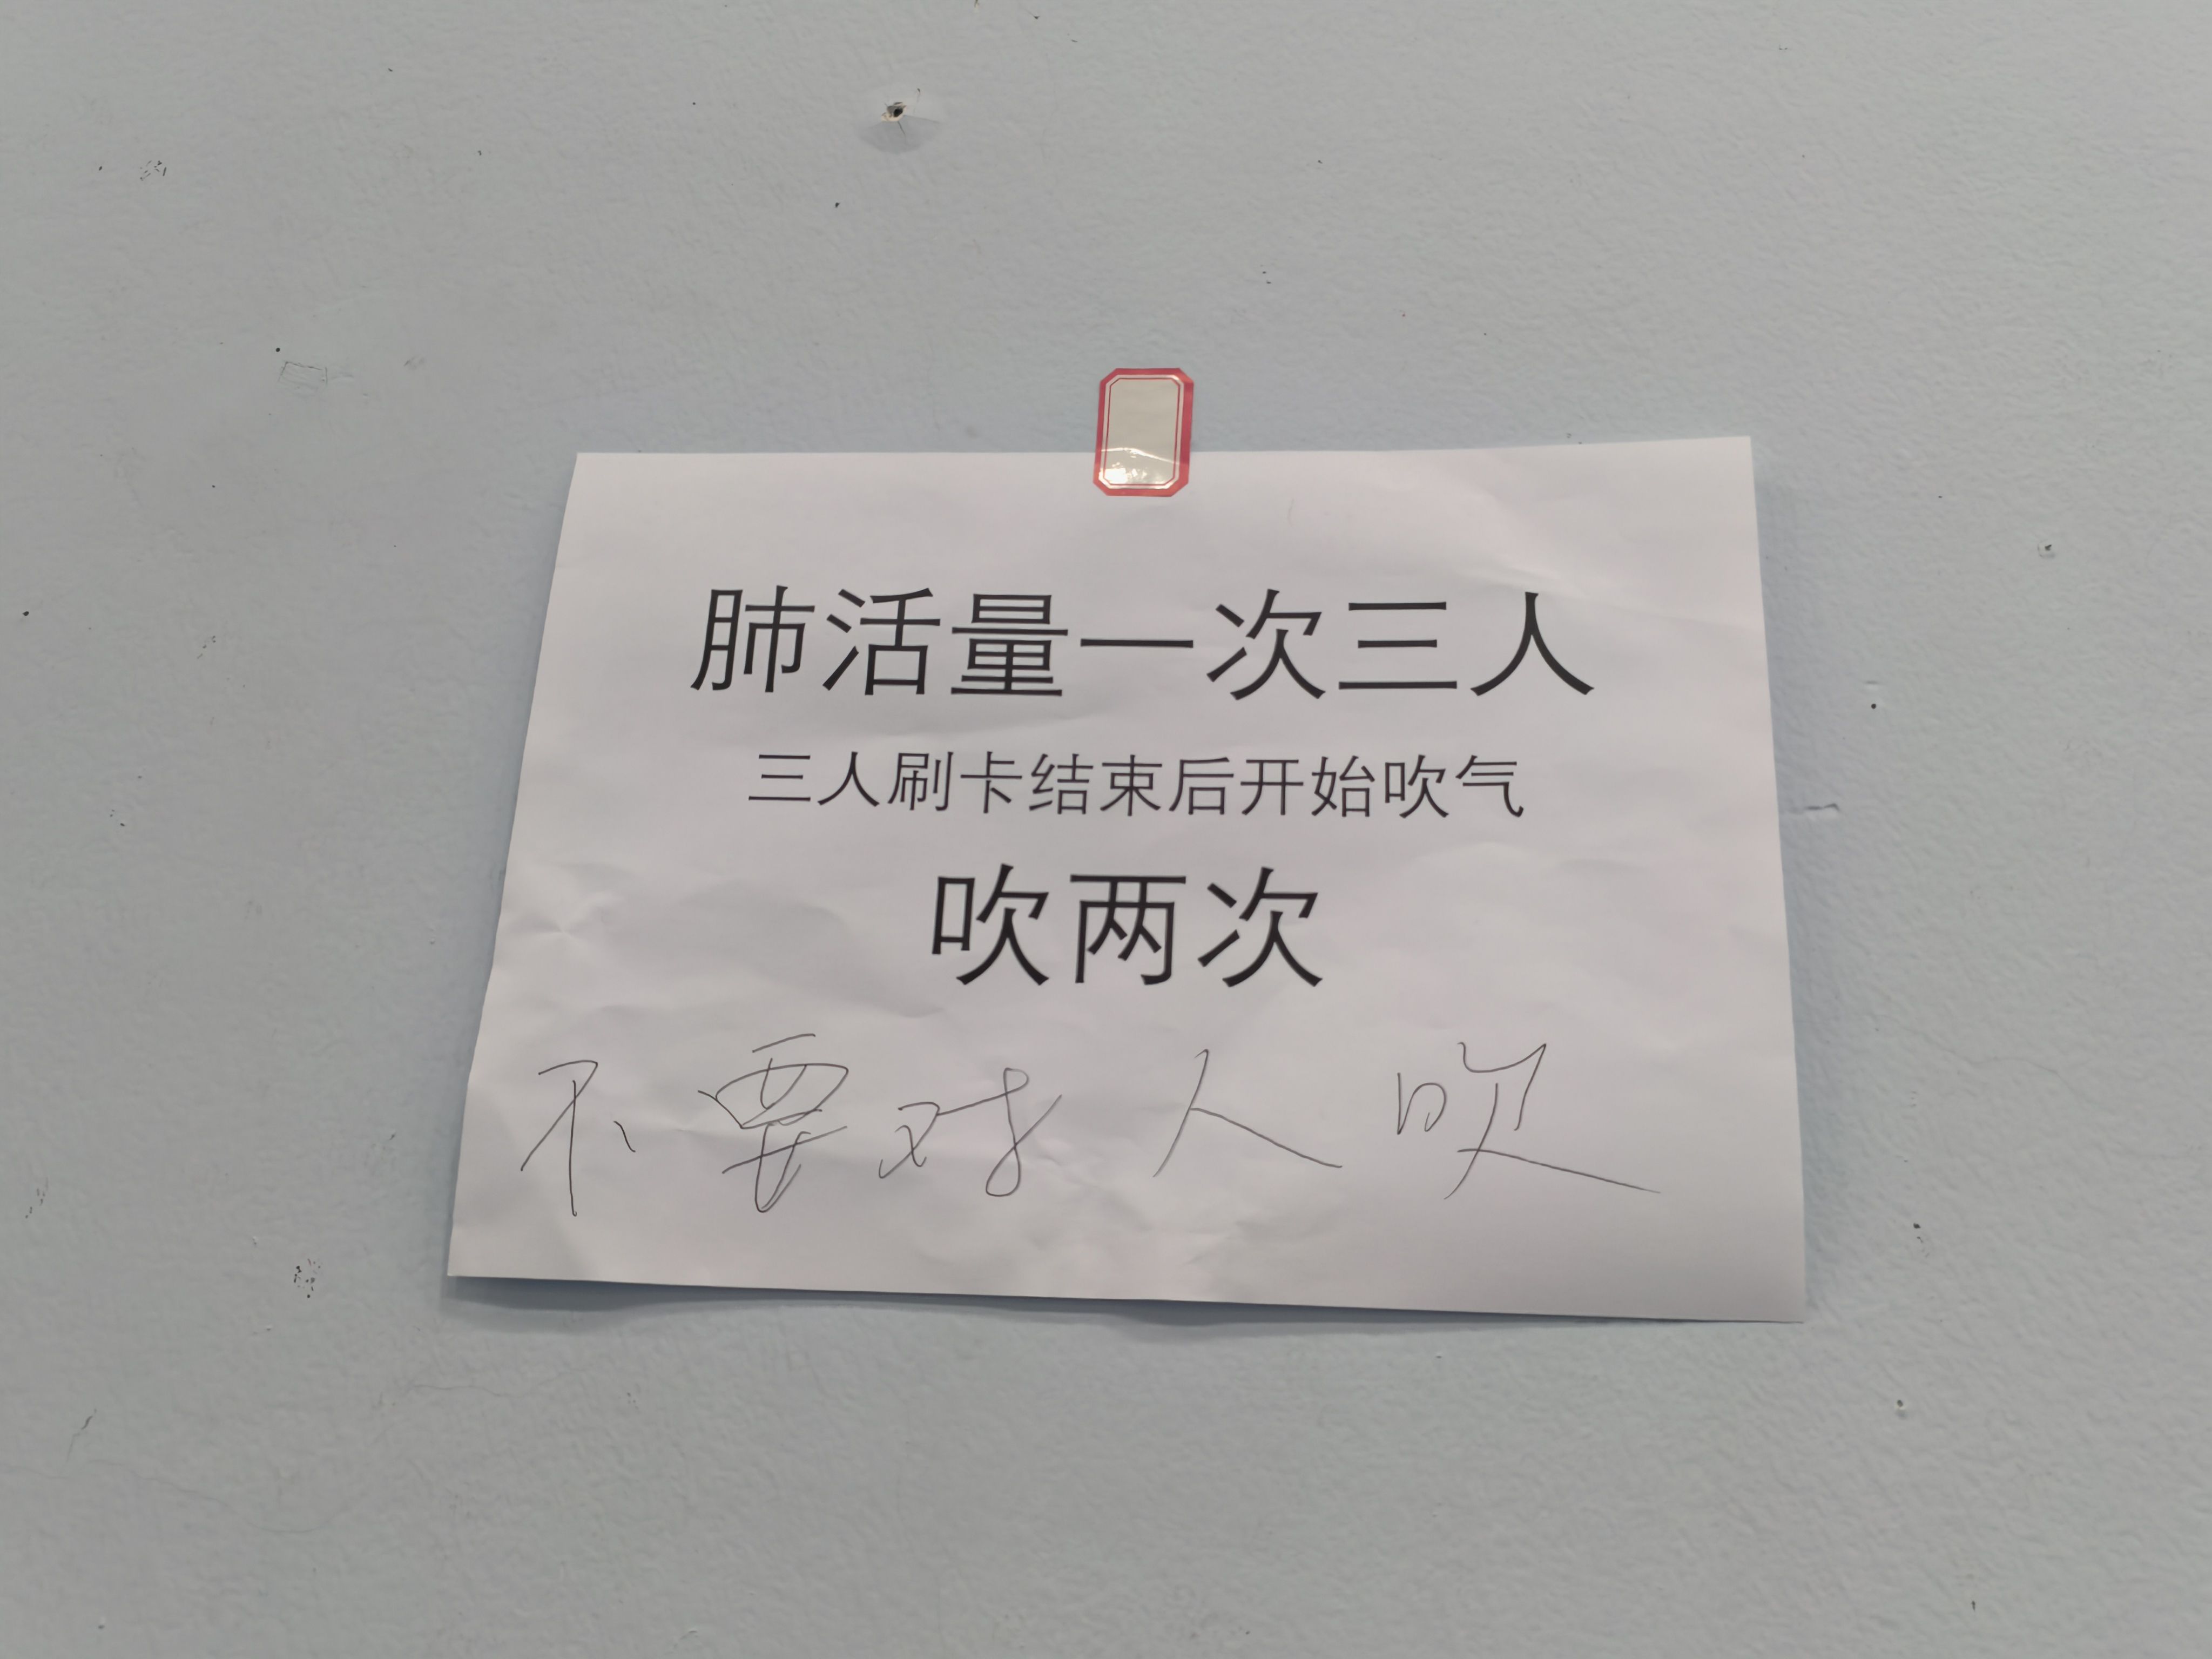 肺活量一次三人
三人刷卡结束后开始吹气
吹两次
不要对人吹